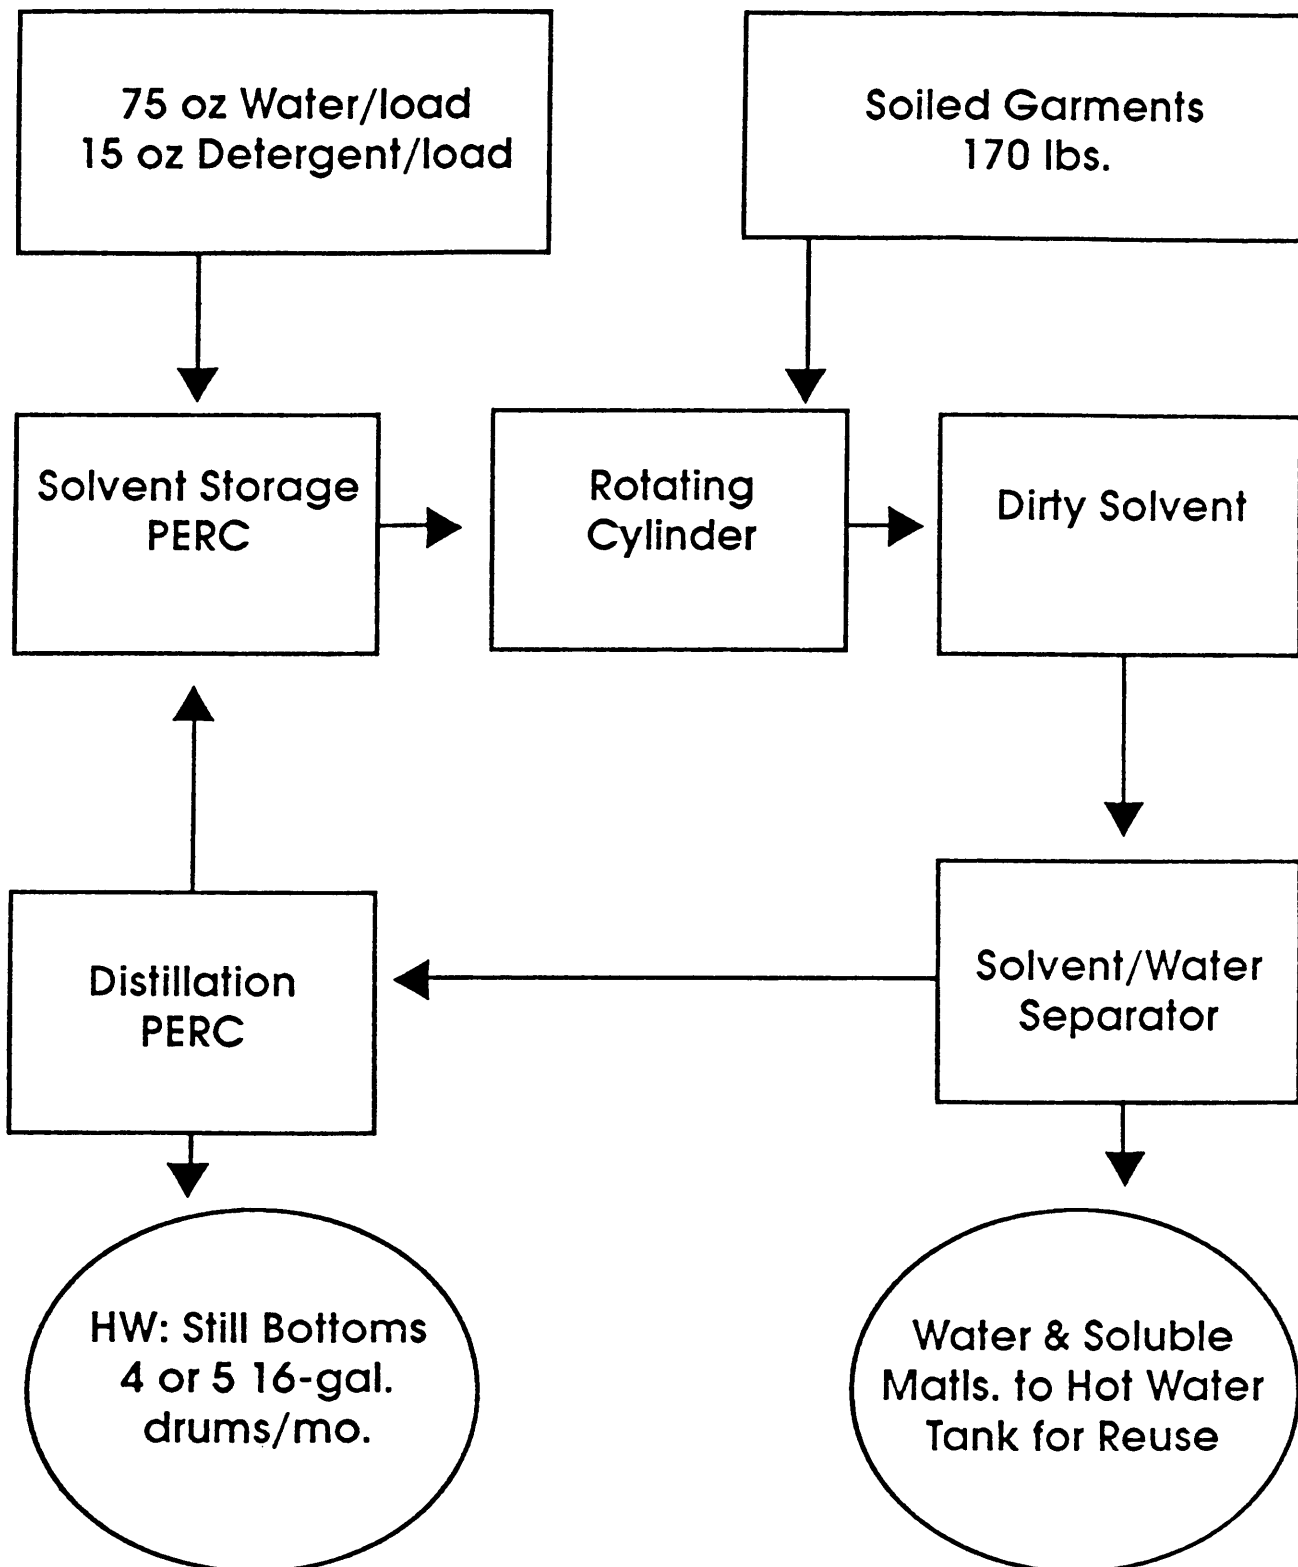 75 oz Water/load
15 oz Detergent/load
Soiled Garments
170 lbs.
Solvent Storage
PERC
Rotating
Cylinder
Dirty Solvent
Distillation
PERC
Solvent/Water
Separator
HW: Still Bottoms
4 or 5 16-gal.
drums/mo.
Water & Soluble
Matls. to Hot Water
Tank for Reuse